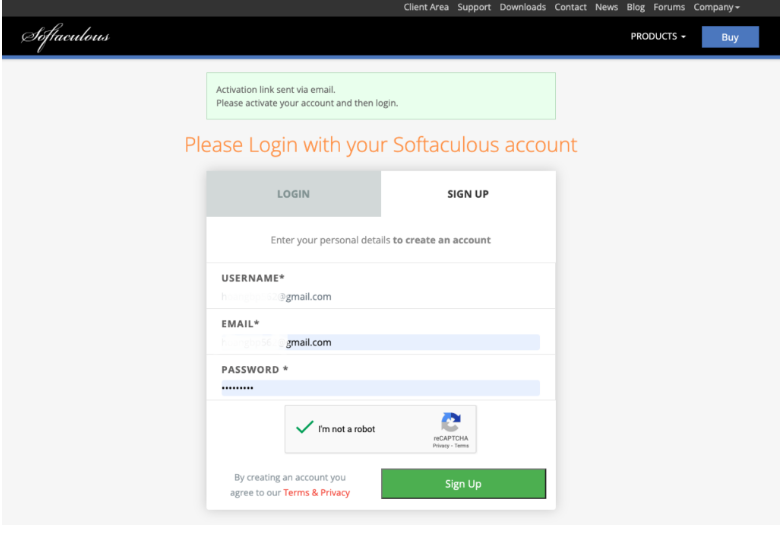 Client Area Support Downloads Contact News Blog Forums Company
Softaculous
PRODUCTS
Buy
Activation link sent via email.
Please activate your account and then login.
Please Login with your Softaculous account
LOGIN
SIGN UP
Enter your personal details to create an account
USERNAME*
@gmail.com
EMAIL*
gmail.com
PASSWORD *
•••••••••
I'm not a robot
reCAPTCHA
Privacy - Terms
By creating an account you
agree to our Terms & Privacy
Sign Up